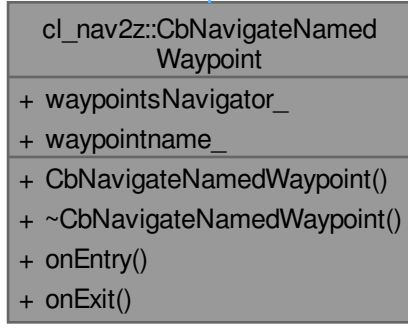 cl_nav2z::CbNavigateNamed
Waypoint
+ waypointsNavigator_
+ waypointname_
+ CbNavigateNamedWaypoint()
+ ~CbNavigateNamedWaypoint()
+ onEntry()
+ onExit()